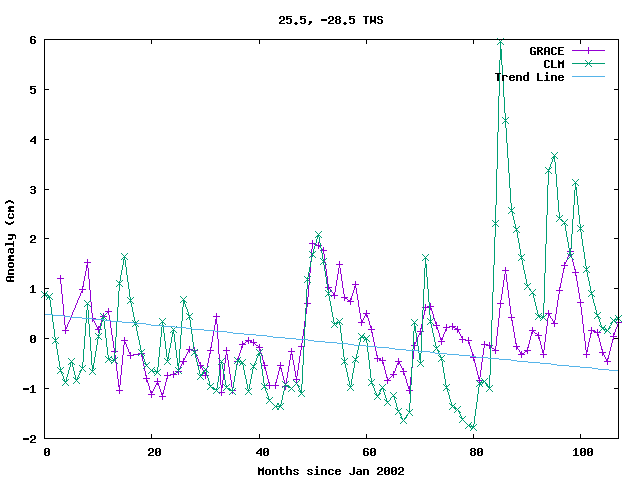 25.5, -28.5 TWS
GRACE
CLM
Trend Line
6
5
4
3
2
1
0
-1
-2
Anomaly (cm)
0 20 40 60 80 100
Months since Jan 2002